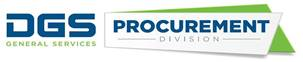 DGS
GENERAL SERVICES
PROCUREMENT
DIVISION